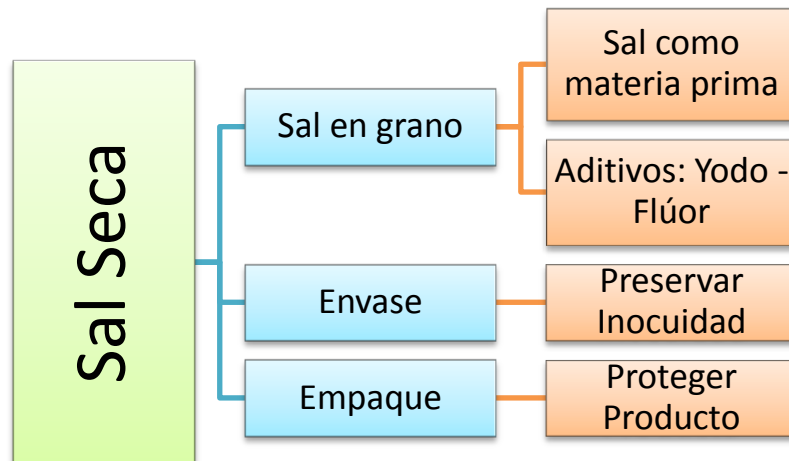 Sal Seca
Sal en grano
Sal como
materia prima
Aditivos: Yodo -
Flúor
Envase
Preservar
Inocuidad
Empaque
Proteger
Producto